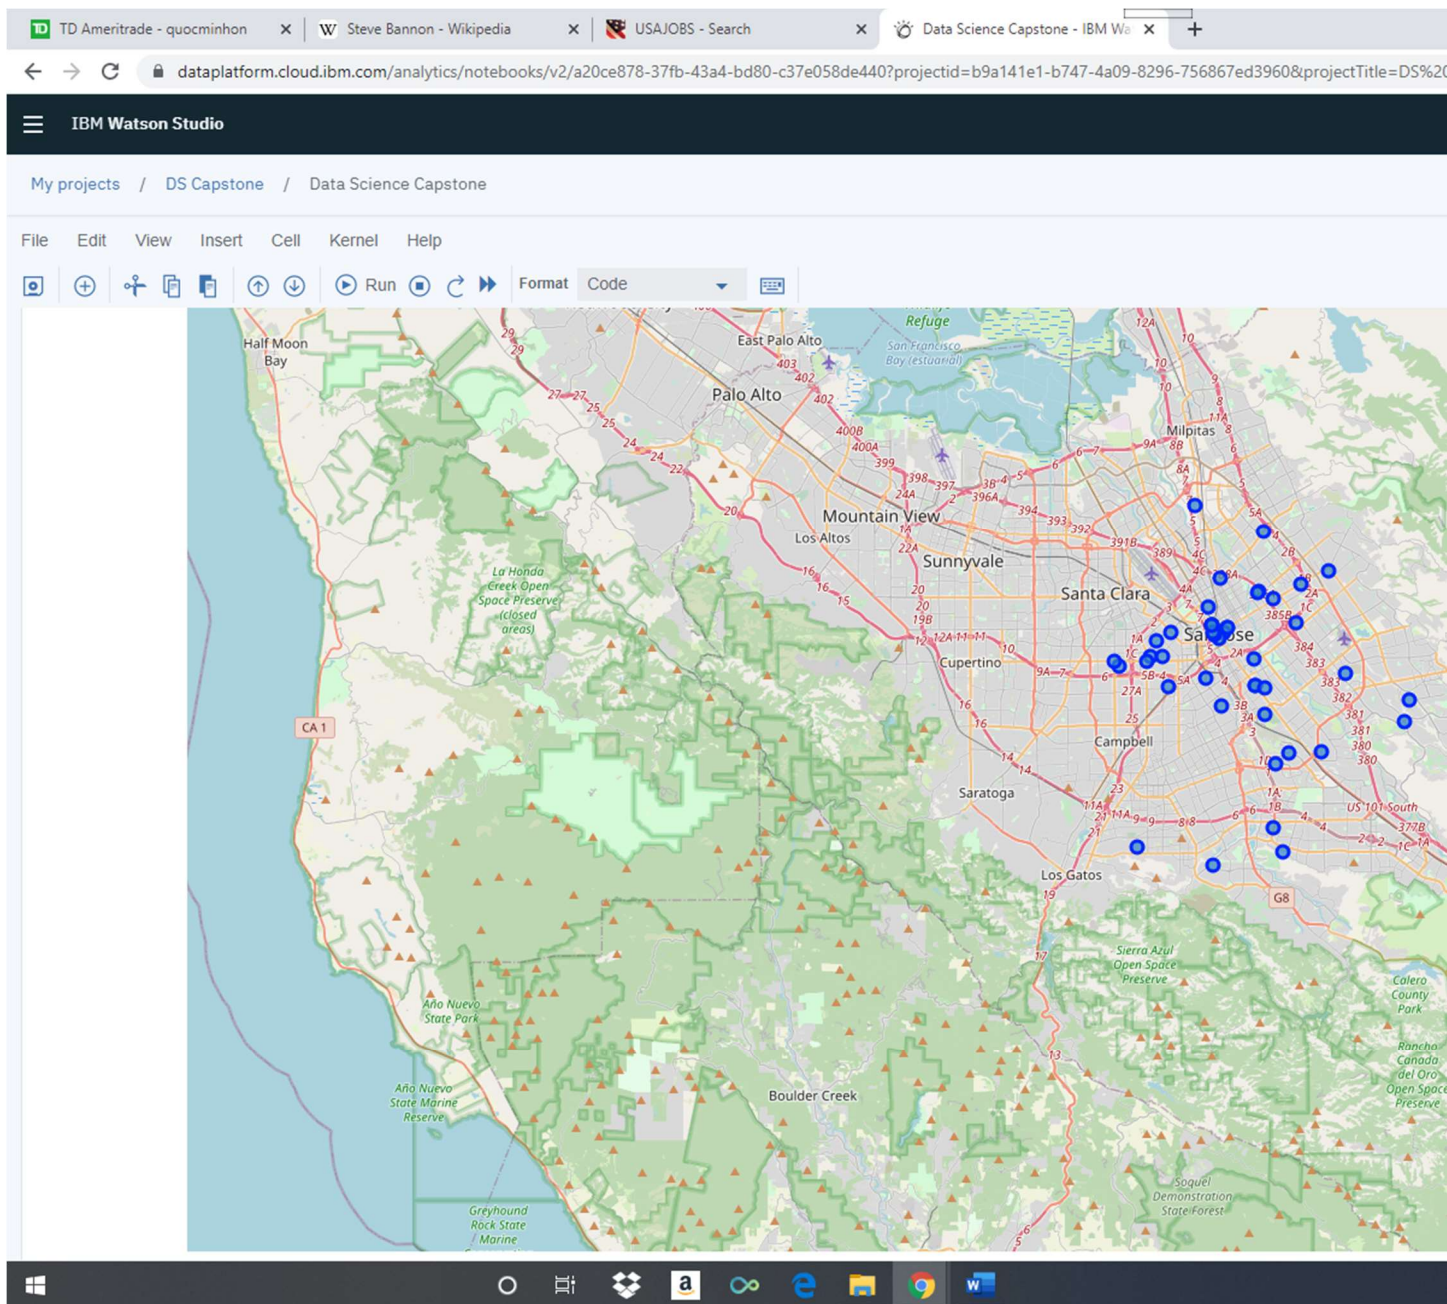 TD Ameritrade - quocminhon
Steve Bannon - Wikipedia
USAJOBS - Search
Data Science Capstone - IBM Wa
dataplatform.cloud.ibm.com/analytics/notebooks/v2/a20ce878-37fb-43a4-bd80-c37e058de440?projectid=b9a141e1-b747-4a09-8296-756867ed3960&projectTitle=DS%20
IBM Watson Studio
My projects / DS Capstone / Data Science Capstone
File Edit View Insert Cell Kernel Help
Run Format Code
Half Moon
Bay
East Palo Alto
Refuge
San Francisco
Bay (estuarial)
Palo Alto
Milpitas
Mountain View
Los Altos
Sunnyvale
La Honda
Creek Open
Space Preserve
(closed
areas)
Santa Clara
Cupertino
CA 1
Campbell
Saratoga
US 101 South
Los Gatos
G8
Sierra Azul
Open Space
Preserve
Calero
County
Park
Año Nuevo
State Park
Rancho
Canada
del Oro
Open Space
Preserve
Año Nuevo
State Marine
Reserve
Boulder Creek
Soquel
Demonstration
State Forest
Greyhound
Rock State
Marine